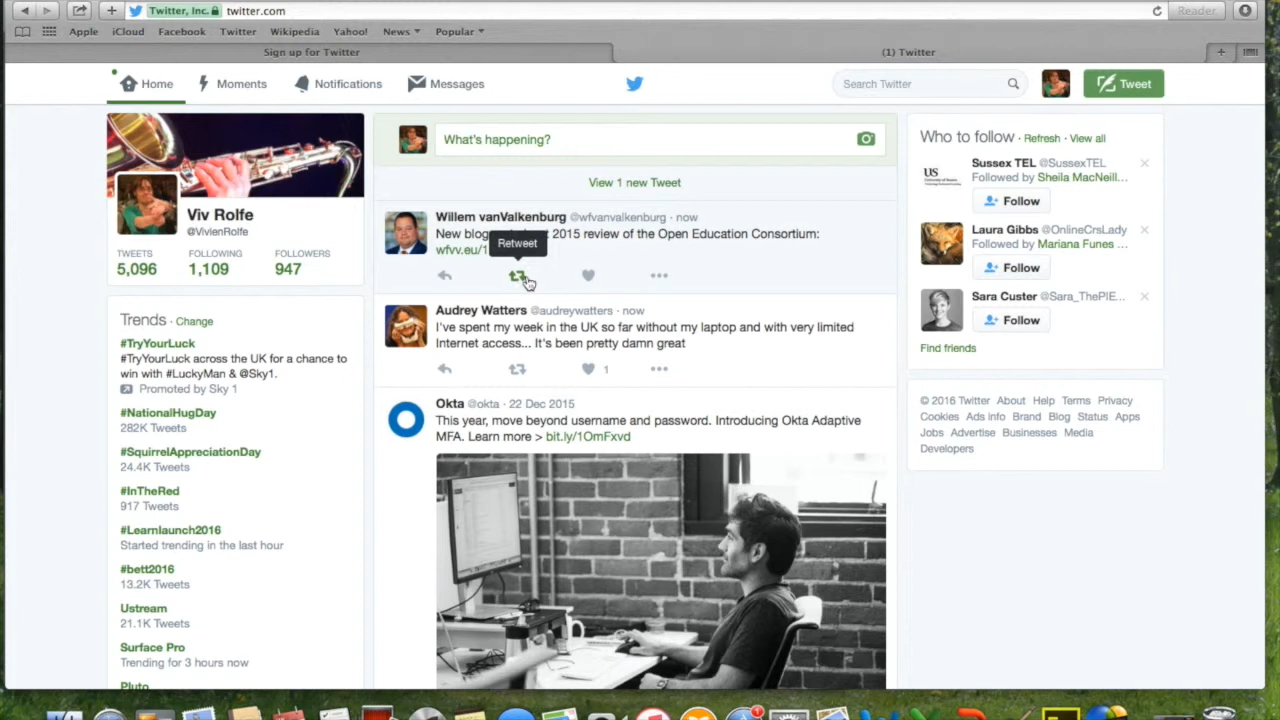 Twitter, Inc. twitter.com
Reader
Apple iCloud Facebook Twitter Wikipedia Yahoo! News Popular
Sign up for Twitter
(1) Twitter
Home Moments Notifications Messages
Search Twitter
Tweet
Viv Rolfe
@VivienRolfe
TWEETS FOLLOWING FOLLOWERS
5,096 1,109 947
Trends · Change
#TryYourLuck
#TryYourLuck across the UK for a chance to
win with #LuckyMan & @Sky1.
Promoted by Sky 1
#NationalHugDay
282K Tweets
#SquirrelAppreciationDay
24.4K Tweets
#InTheRed
917 Tweets
#Learnlaunch2016
Started trending in the last hour
#bett2016
13.2K Tweets
Ustream
21.1K Tweets
Surface Pro
Trending for 3 hours now
Pluto
What's happening?
View 1 new Tweet
Willem vanValkenburg @wfvanvalkenburg · now
New blog 2015 review of the Open Education Consortium:
wfvv.eu/1
Retweet
Audrey Watters @audreywatters · now
I've spent my week in the UK so far without my laptop and with very limited
Internet access... It's been pretty damn great
1
Okta @okta · 22 Dec 2015
This year, move beyond username and password. Introducing Okta Adaptive
MFA. Learn more > bit.ly/1OmFxvd
Who to follow · Refresh · View all
US
Sussex TEL @SussexTEL
Followed by Sheila MacNeill...
Follow
Laura Gibbs @OnlineCrsLady
Followed by Mariana Funes ...
Follow
Sara Custer @Sara_ThePIE...
Follow
Find friends
© 2016 Twitter About Help Terms Privacy
Cookies Ads info Brand Blog Status Apps
Jobs Advertise Businesses Media
Developers
1